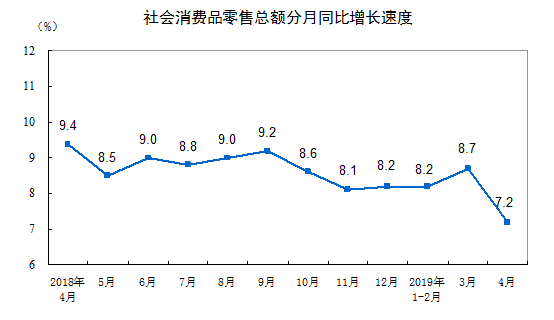 社会消费品零售总额分月同比增长速度
(%)
12
11
10
9
8
7
6
9.4
8.5
9.0
8.8
9.0
9.2
8.6
8.1
8.2
8.2
8.7
7.2
2018年
4月
5月
6月
7月
8月
9月
10月
11月
12月
2019年
1-2月
3月
4月